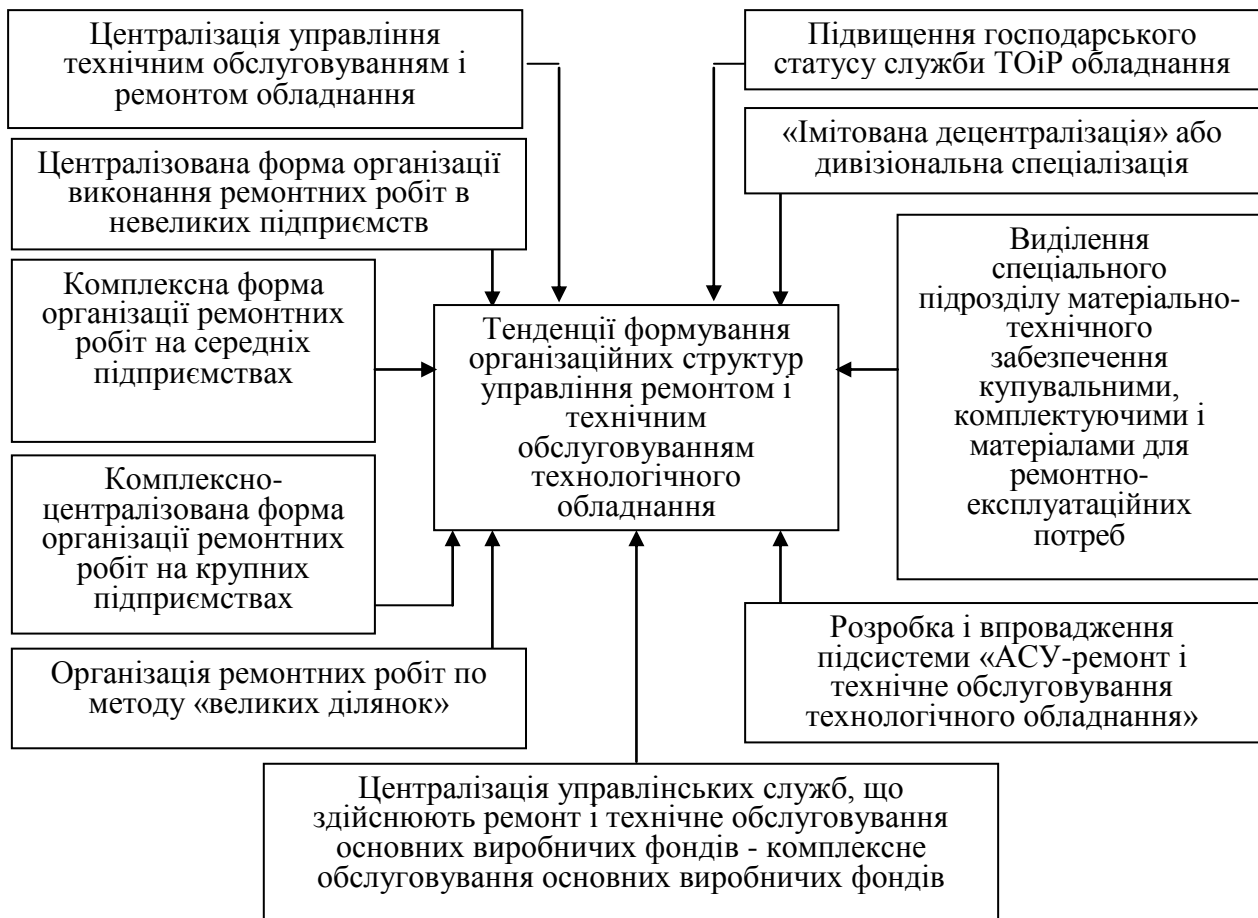 Централізація управління
технічним обслуговуванням і
ремонтом обладнання
Підвищення господарського
статусу служби ТОіР обладнання
Централізована форма організації
виконання ремонтних робіт в
невеликих підприємств
«Імітована децентралізація» або
дивізіональна спеціалізація
Комплексна форма
організації ремонтних
робіт на середніх
підприємствах
Тенденції формування
організаційних структур
управління ремонтом і
технічним
обслуговуванням
технологічного
обладнання
Виділення
спеціального
підрозділу матеріально-
технічного
забезпечення
купувальними,
комплектуючими і
матеріалами для
ремонтно-
експлуатаційних
потреб
Комплексно-
централізована форма
організації ремонтних
робіт на крупних
підприємствах
Організація ремонтних робіт по
методу «великих ділянок»
Розробка і впровадження
підсистеми «АСУ-ремонт і
технічне обслуговування
технологічного обладнання»
Централізація управлінських служб, що
здійснюють ремонт і технічне обслуговування
основних виробничих фондів - комплексне
обслуговування основних виробничих фондів